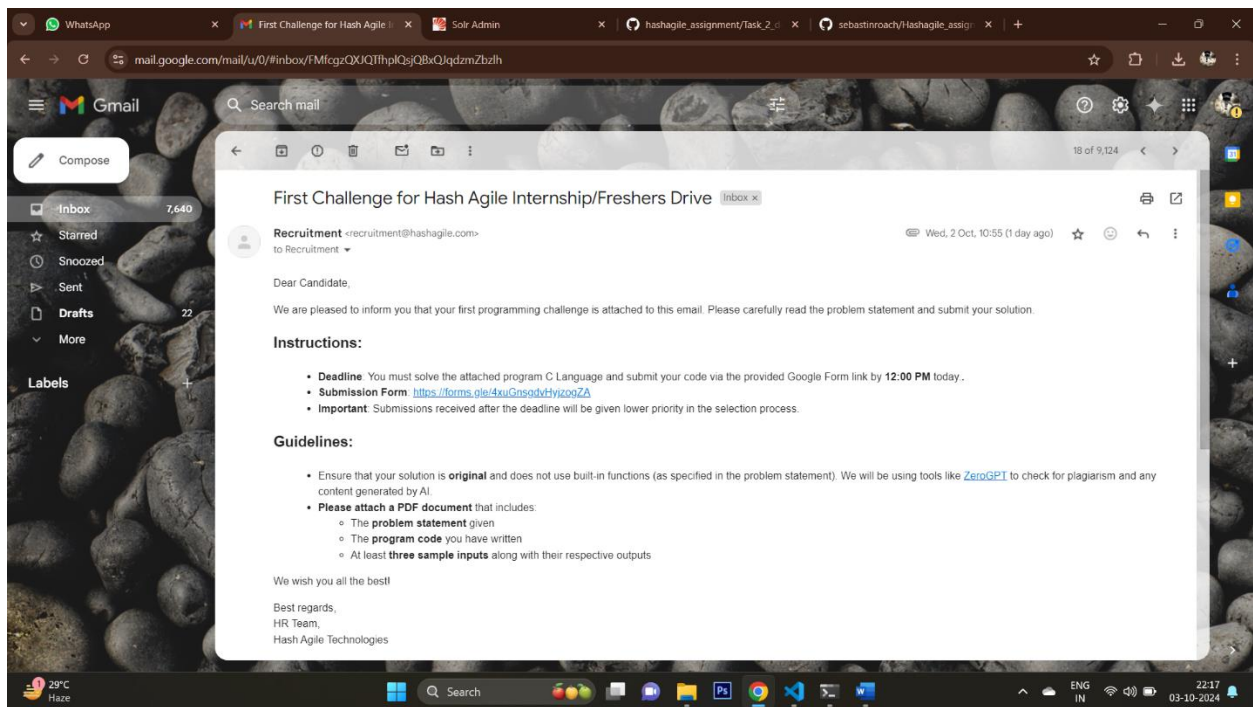 WhatsApp
First Challenge for Hash Agile I
Solr Admin
hashagile_assignment/Task_2_d
sebastinroach/Hashagile_assign
mail.google.com/mail/u/0/#inbox/FMfcgzQXJQTfhplQsjQBxQJqdzmZbzlh
Gmail
Search mail
Compose
18 of 9,124
Inbox 7,640
Starred
Snoozed
Sent
Drafts 22
More
Labels
First Challenge for Hash Agile Internship/Freshers Drive Inbox x
Recruitment <recruitment@hashagile.com> Wed, 2 Oct, 10:55 (1 day ago)
to Recruitment
Dear Candidate,
We are pleased to inform you that your first programming challenge is attached to this email. Please carefully read the problem statement and submit your solution.
Instructions:
• Deadline: You must solve the attached program C Language and submit your code via the provided Google Form link by 12:00 PM today.
• Submission Form: https://forms.gle/4xuGnsgdvHyjzogZA
• Important: Submissions received after the deadline will be given lower priority in the selection process.
Guidelines:
• Ensure that your solution is original and does not use built-in functions (as specified in the problem statement). We will be using tools like ZeroGPT to check for plagiarism and any
content generated by AI.
• Please attach a PDF document that includes:
○ The problem statement given
○ The program code you have written
○ At least three sample inputs along with their respective outputs
We wish you all the best!
Best regards,
HR Team,
Hash Agile Technologies
1
29°C
Haze
Search
Ps
ENG
IN
22:17
03-10-2024